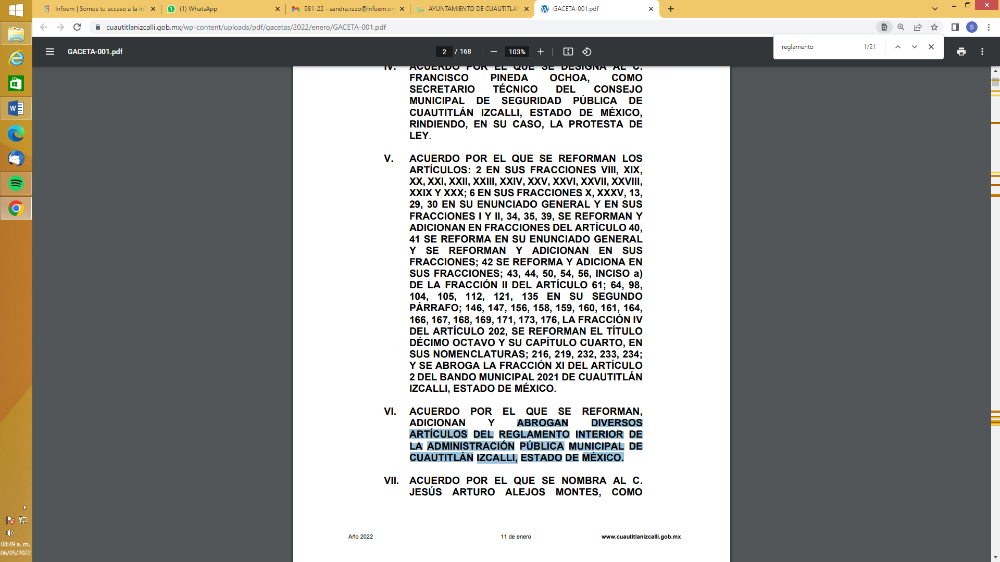 Infoem | Somos tu acceso a la inf
(1) WhatsApp
981-22 - sandra.razo@infoem.or
AYUNTAMIENTO DE CUAUTITLAN
GACETA-001.pdf
cuautitlanizcalli.gob.mx/wp-content/uploads/pdf/gacetas/2022/enero/GACETA-001.pdf
S
GACETA-001.pdf
2 / 168
103%
reglamento
1/21
IV. ACUERDO POR EL QUE SE DESIGNA AL C.
FRANCISCO PINEDA OCHOA, COMO
SECRETARIO TÉCNICO DEL CONSEJO
MUNICIPAL DE SEGURIDAD PÚBLICA DE
CUAUTITLÁN IZCALLI, ESTADO DE MÉXICO,
RINDIENDO, EN SU CASO, LA PROTESTA DE
LEY.
V. ACUERDO POR EL QUE SE REFORMAN LOS
ARTÍCULOS: 2 EN SUS FRACCIONES VIII, XIX,
XX, XXI, XXII, XXIII, XXIV, XXV, XXVI, XXVII, XXVIII,
XXIX Y XXX; 6 EN SUS FRACCIONES X, XXXV, 13,
29, 30 EN SU ENUNCIADO GENERAL Y EN SUS
FRACCIONES I Y II, 34, 35, 39, SE REFORMAN Y
ADICIONAN EN FRACCIONES DEL ARTÍCULO 40,
41 SE REFORMA EN SU ENUNCIADO GENERAL
Y SE REFORMAN Y ADICIONAN EN SUS
FRACCIONES; 42 SE REFORMA Y ADICIONA EN
SUS FRACCIONES; 43, 44, 50, 54, 56, INCISO a)
DE LA FRACCIÓN II DEL ARTÍCULO 61; 64, 98,
104, 105, 112, 121, 135 EN SU SEGUNDO
PÁRRAFO; 146, 147, 156, 158, 159, 160, 161, 164,
166, 167, 168, 169, 171, 173, 176, LA FRACCIÓN IV
DEL ARTÍCULO 202, SE REFORMAN EL TÍTULO
DÉCIMO OCTAVO Y SU CAPÍTULO CUARTO, EN
SUS NOMENCLATURAS; 216, 219, 232, 233, 234;
Y SE ABROGA LA FRACCIÓN XI DEL ARTÍCULO
2 DEL BANDO MUNICIPAL 2021 DE CUAUTITLÁN
IZCALLI, ESTADO DE MÉXICO.
VI. ACUERDO POR EL QUE SE REFORMAN,
ADICIONAN Y ABROGAN DIVERSOS
ARTÍCULOS DEL REGLAMENTO INTERIOR DE
LA ADMINISTRACIÓN PÚBLICA MUNICIPAL DE
CUAUTITLÁN IZCALLI, ESTADO DE MÉXICO.
VII. ACUERDO POR EL QUE SE NOMBRA AL C.
JESÚS ARTURO ALEJOS MONTES, COMO
Año 2022 11 de enero www.cuautitlanizcalli.gob.mx
08:49 a. m.
06/05/2022